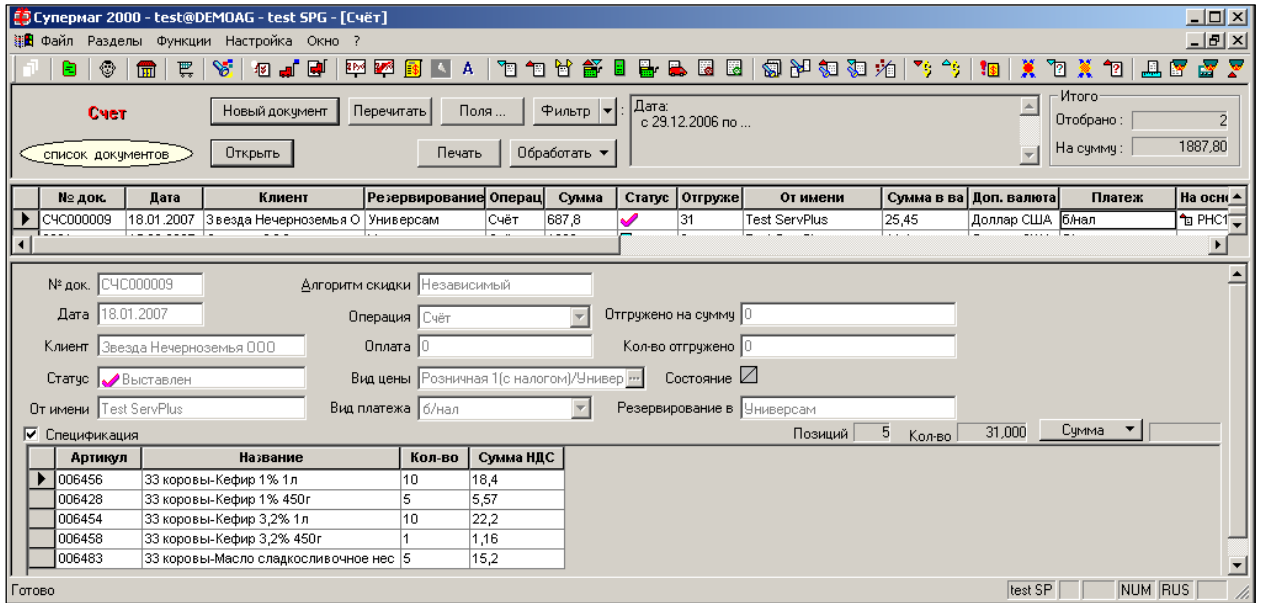 Супермаг 2000 - test@DEMOAG - test SPG - [Счёт]
Файл Разделы Функции Настройка Окно ?
Счет
список документов
Новый документ Перечитать Поля ... Фильтр :
Открыть Печать Обработать
Дата:
с 29.12.2006 по ...
Итого
Отобрано : 2
На сумму : 1887,80
№ док. Дата Клиент Резервирование Операц Сумма Статус Отгруже От имени Сумма в ва Доп. валюта Платеж На осн
СЧС000009 18.01.2007 Звезда Нечерноземья О Универсам Счёт 687,8 31 Test ServPlus 25,45 Доллар США б/нал РНС1
№ док. СЧС000009 Алгоритм скидки Независимый
Дата 18.01.2007 Операция Счёт Отгружено на сумму 0
Клиент Звезда Нечерноземья ООО Оплата 0 Кол-во отгружено 0
Статус Выставлен Вид цены Розничная 1(с налогом)/Универ ... Состояние
От имени Test ServPlus Вид платежа б/нал Резервирование в Универсам
Спецификация Позиций 5 Кол-во 31,000 Сумма
Артикул Название Кол-во Сумма НДС
006456 33 коровы-Кефир 1% 1л 10 18,4
006428 33 коровы-Кефир 1% 450г 5 5,57
006454 33 коровы-Кефир 3,2% 1л 10 22,2
006458 33 коровы-Кефир 3,2% 450г 1 1,16
006483 33 коровы-Масло сладкосливочное нес 5 15,2
Готово test SP NUM RUS